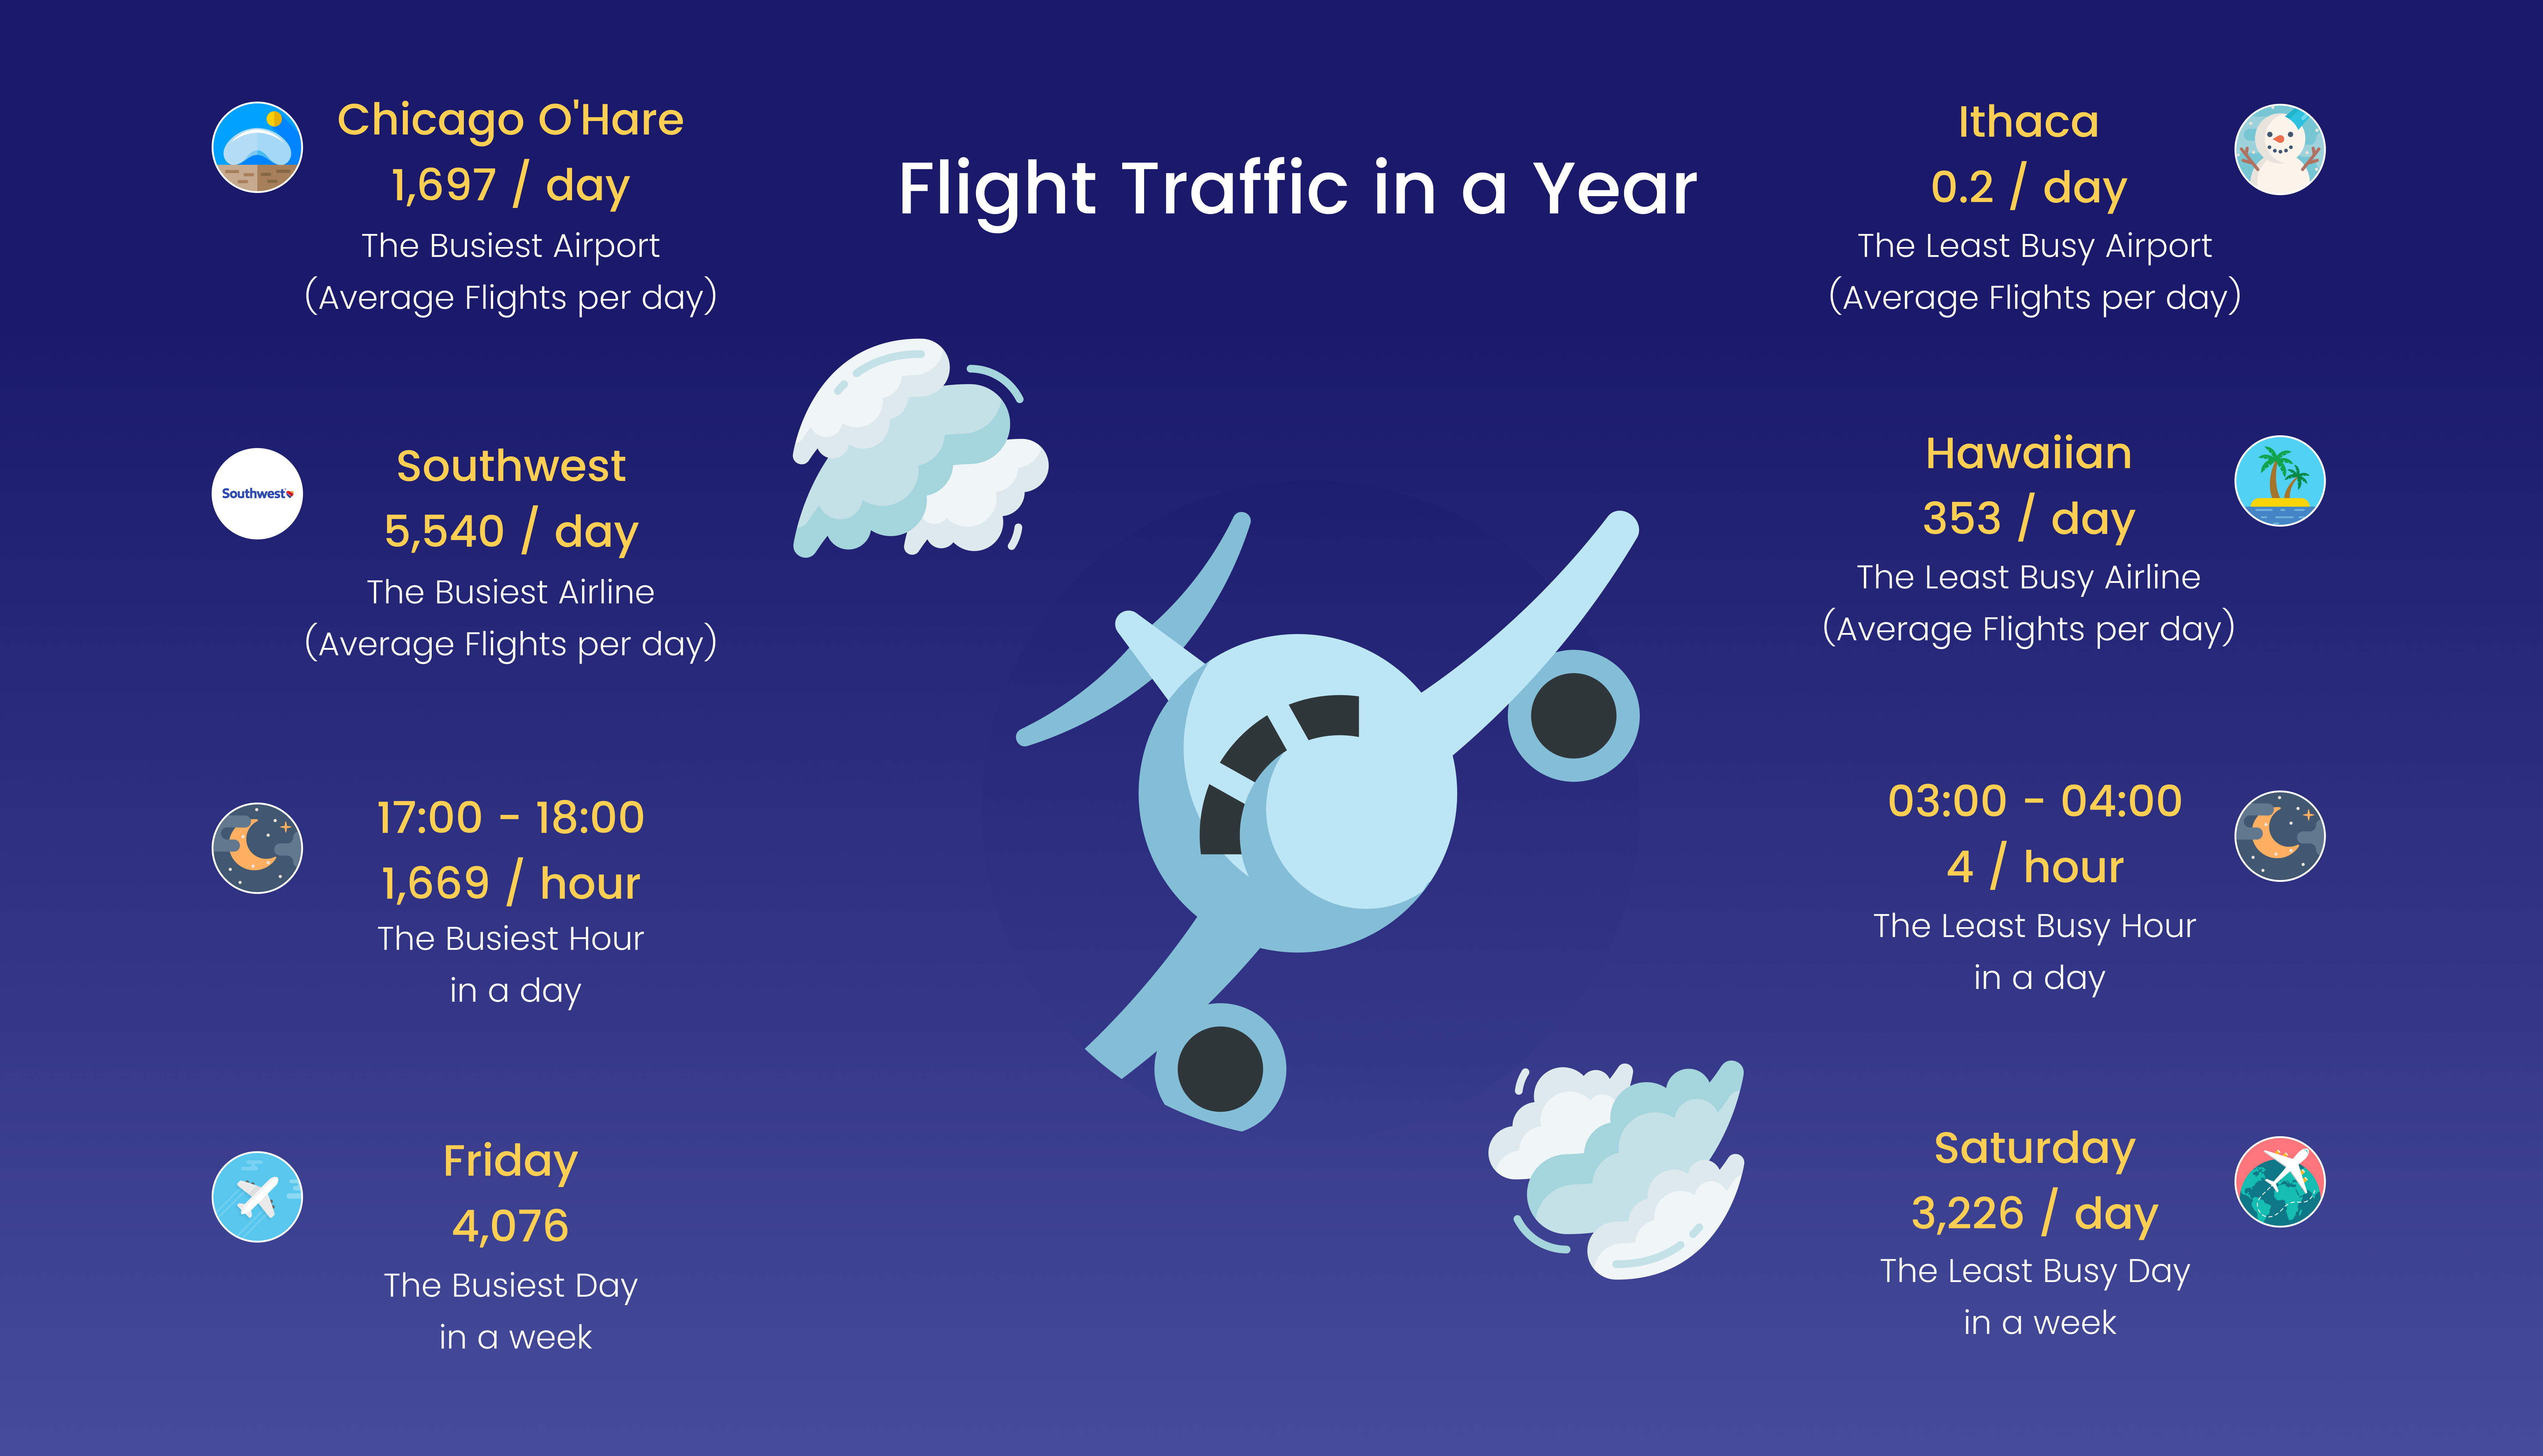 Flight Traffic in a Year
Chicago O'Hare
1,697 / day
The Busiest Airport
(Average Flights per day)
Southwest
Southwest
5,540 / day
The Busiest Airline
(Average Flights per day)
17:00 - 18:00
1,669 / hour
The Busiest Hour
in a day
Friday
4,076
The Busiest Day
in a week
Ithaca
0.2 / day
The Least Busy Airport
(Average Flights per day)
Hawaiian
353 / day
The Least Busy Airline
(Average Flights per day)
03:00 - 04:00
4 / hour
The Least Busy Hour
in a day
Saturday
3,226 / day
The Least Busy Day
in a week